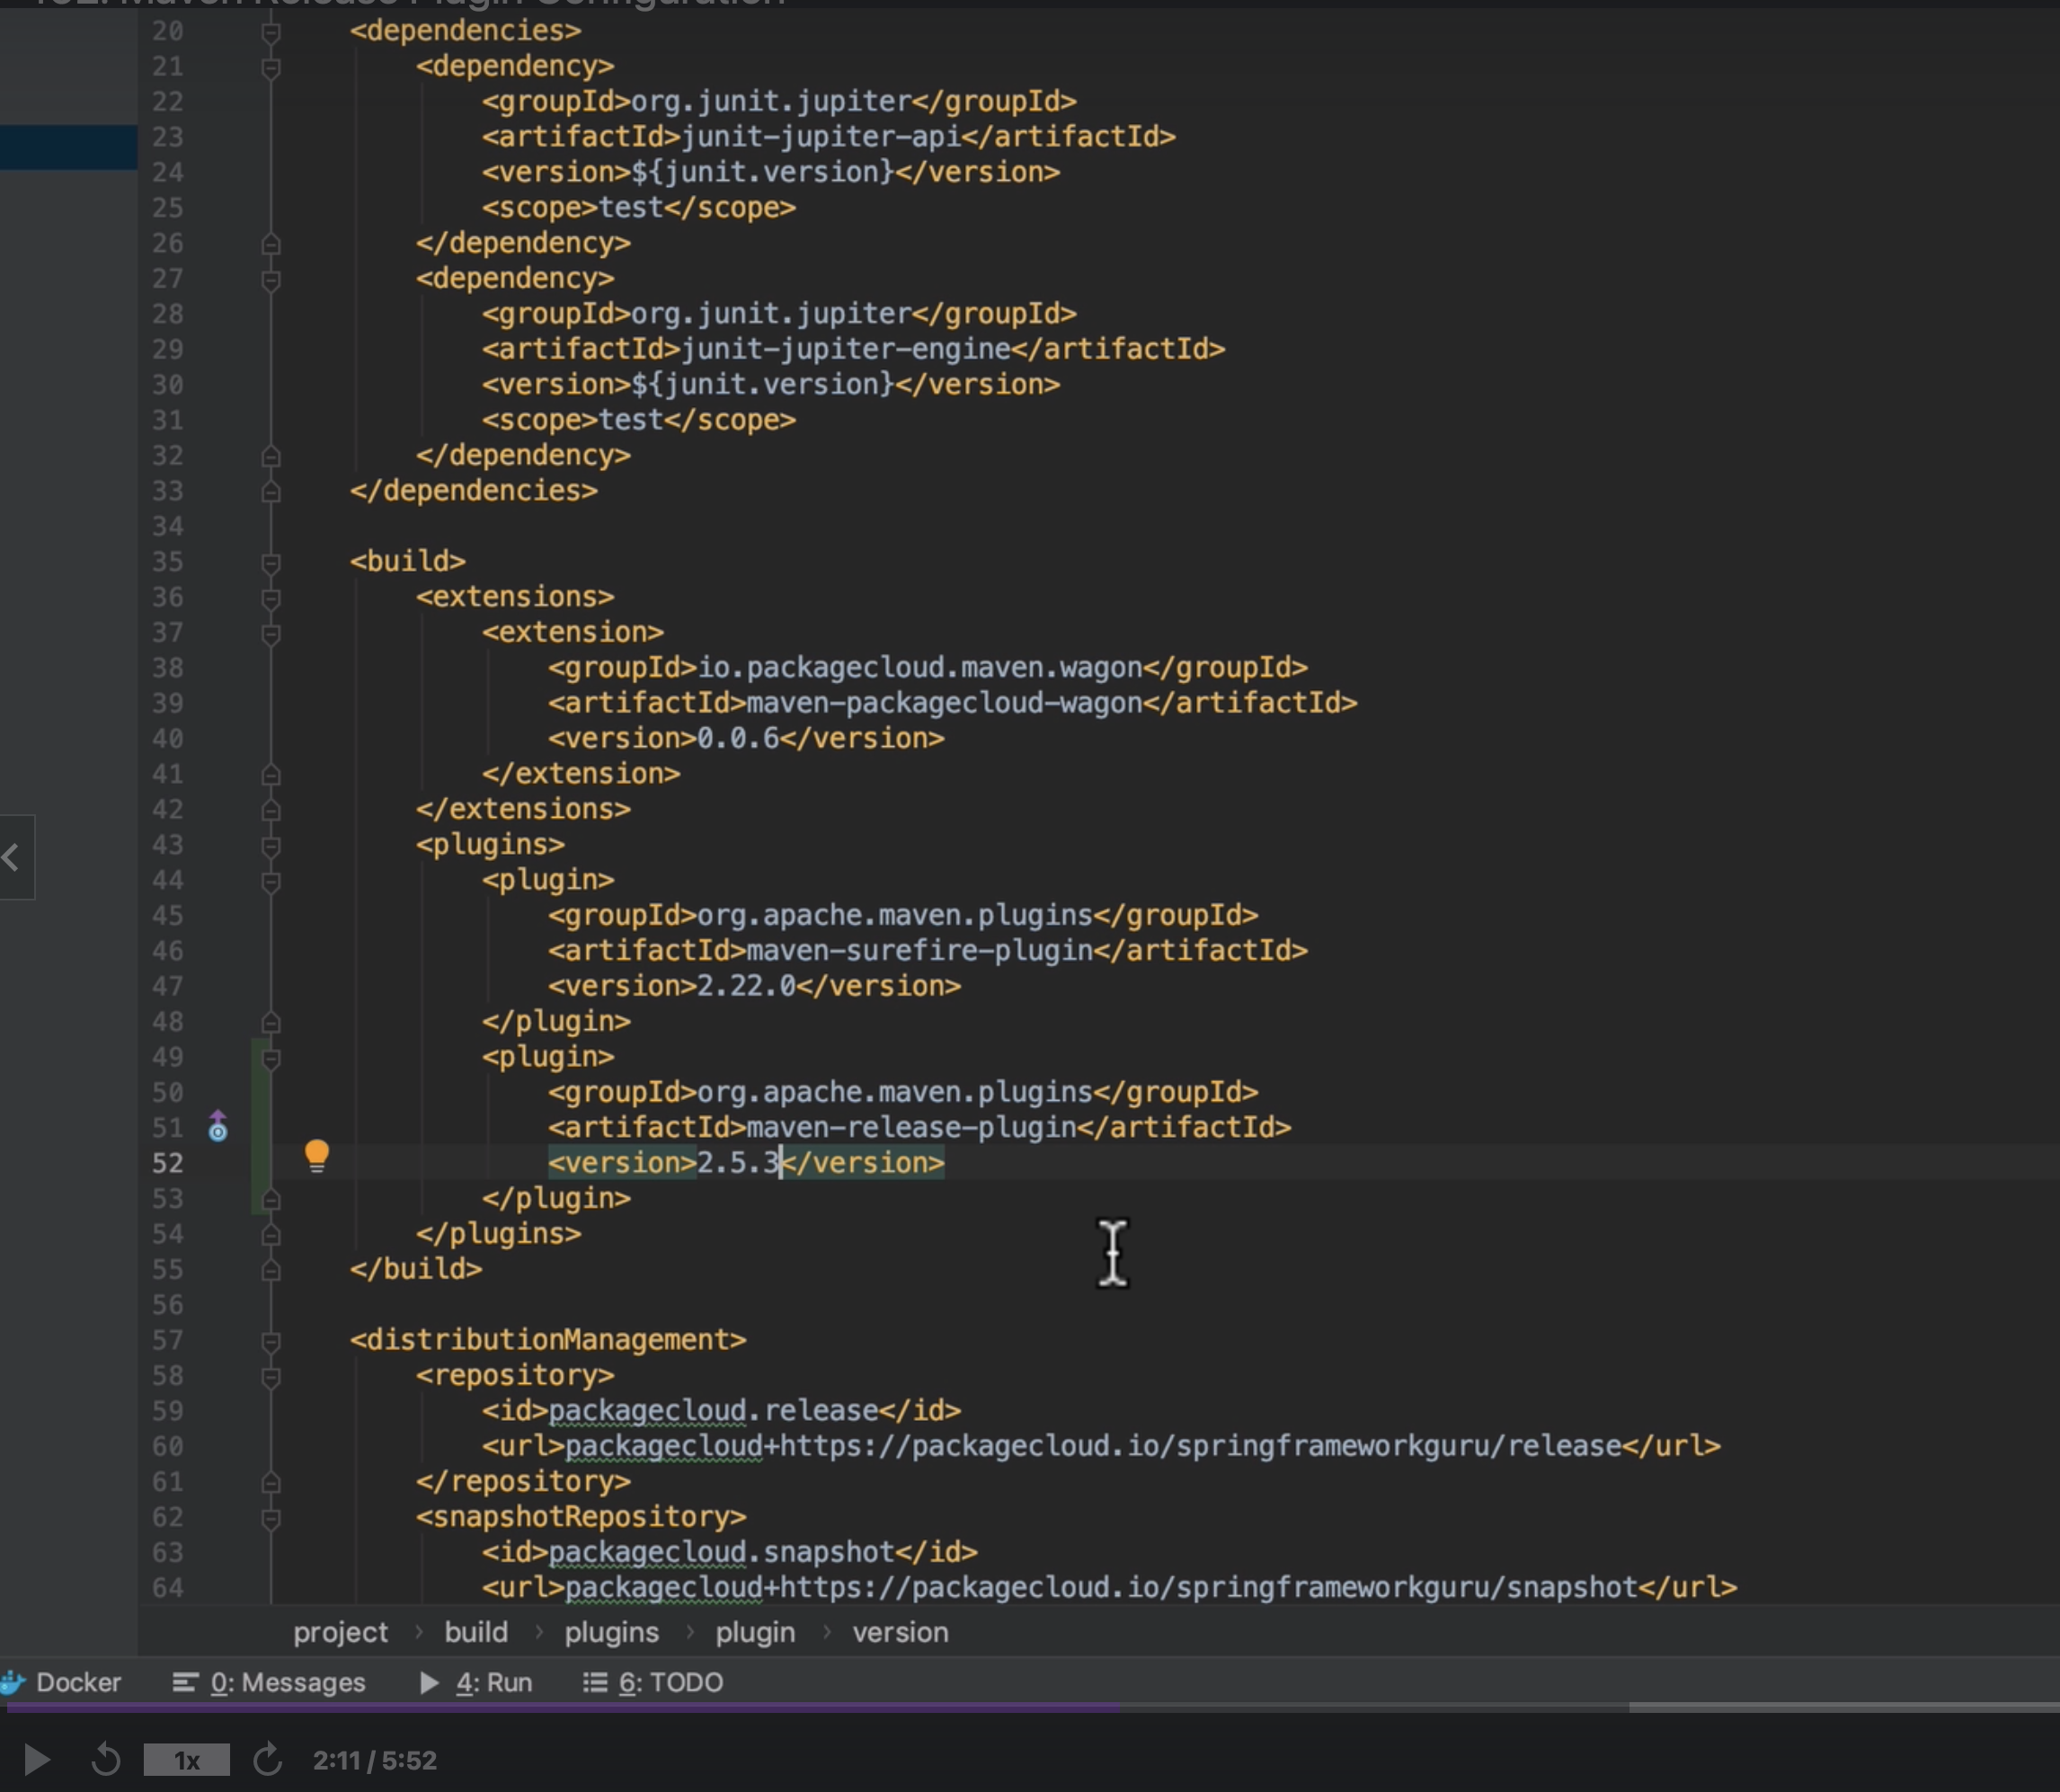 Maven Release Plugin Configuration
20 <dependencies>
21 <dependency>
22 <groupId>org.junit.jupiter</groupId>
23 <artifactId>junit-jupiter-api</artifactId>
24 <version>${junit.version}</version>
25 <scope>test</scope>
26 </dependency>
27 <dependency>
28 <groupId>org.junit.jupiter</groupId>
29 <artifactId>junit-jupiter-engine</artifactId>
30 <version>${junit.version}</version>
31 <scope>test</scope>
32 </dependency>
33 </dependencies>
34
35 <build>
36 <extensions>
37 <extension>
38 <groupId>io.packagecloud.maven.wagon</groupId>
39 <artifactId>maven-packagecloud-wagon</artifactId>
40 <version>0.0.6</version>
41 </extension>
42 </extensions>
43 <plugins>
44 <plugin>
45 <groupId>org.apache.maven.plugins</groupId>
46 <artifactId>maven-surefire-plugin</artifactId>
47 <version>2.22.0</version>
48 </plugin>
49 <plugin>
50 <groupId>org.apache.maven.plugins</groupId>
51 <artifactId>maven-release-plugin</artifactId>
52 <version>2.5.3</version>
53 </plugin>
54 </plugins>
55 </build>
56
57 <distributionManagement>
58 <repository>
59 <id>packagecloud.release</id>
60 <url>packagecloud+https://packagecloud.io/springframeworkguru/release</url>
61 </repository>
62 <snapshotRepository>
63 <id>packagecloud.snapshot</id>
64 <url>packagecloud+https://packagecloud.io/springframeworkguru/snapshot</url>
project › build › plugins › plugin › version
Docker 0: Messages 4: Run 6: TODO
1x 2:11 / 5:52